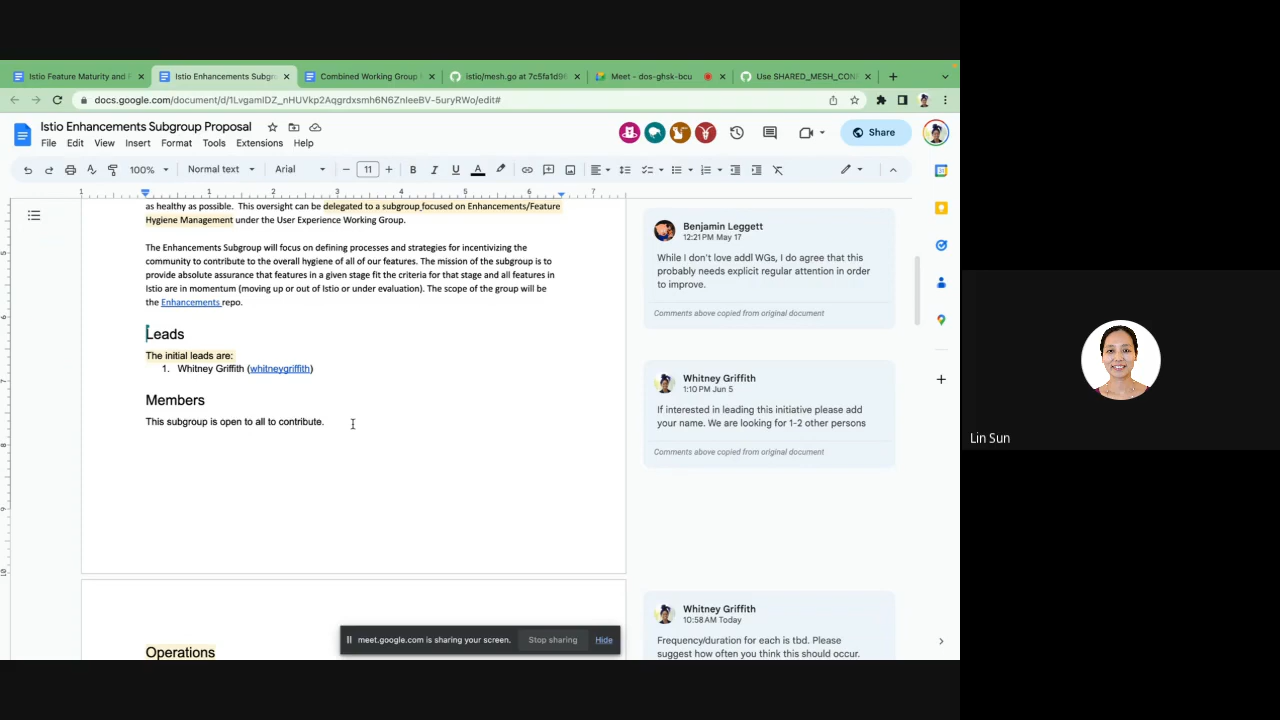 Istio Feature Maturity and
Istio Enhancements Subgr
Combined Working Group
istio/mesh.go at 7c5fa1d9
Meet - dos-ghsk-bcu
Use SHARED_MESH_CON
docs.google.com/document/d/1LvgamIDZ_nHUVkp2Aqgrdxsmh6N6ZnIeeBV-5uryRWo/edit#
Istio Enhancements Subgroup Proposal
File Edit View Insert Format Tools Extensions Help
Share
100% Normal text Arial 11 B I U A
1 1 2 3 4 5 6 7
as healthy as possible. This oversight can be delegated to a subgroup focused on Enhancements/Feature
Hygiene Management under the User Experience Working Group.
The Enhancements Subgroup will focus on defining processes and strategies for incentivizing the
community to contribute to the overall hygiene of all of our features. The mission of the subgroup is to
provide absolute assurance that features in a given stage fit the criteria for that stage and all features in
Istio are in momentum (moving up or out of Istio or under evaluation). The scope of the group will be
the Enhancements repo.
Leads
The initial leads are:
1. Whitney Griffith (whitneygriffith)
Members
This subgroup is open to all to contribute.
Operations
Benjamin Leggett
12:21 PM May 17
While I don't love addl WGs, I do agree that this
probably needs explicit regular attention in order
to improve.
Comments above copied from original document
Whitney Griffith
1:10 PM Jun 5
If interested in leading this initiative please add
your name. We are looking for 1-2 other persons
Comments above copied from original document
Whitney Griffith
10:58 AM Today
Frequency/duration for each is tbd. Please
suggest how often you think this should occur.
meet.google.com is sharing your screen.
Stop sharing
Hide
Lin Sun